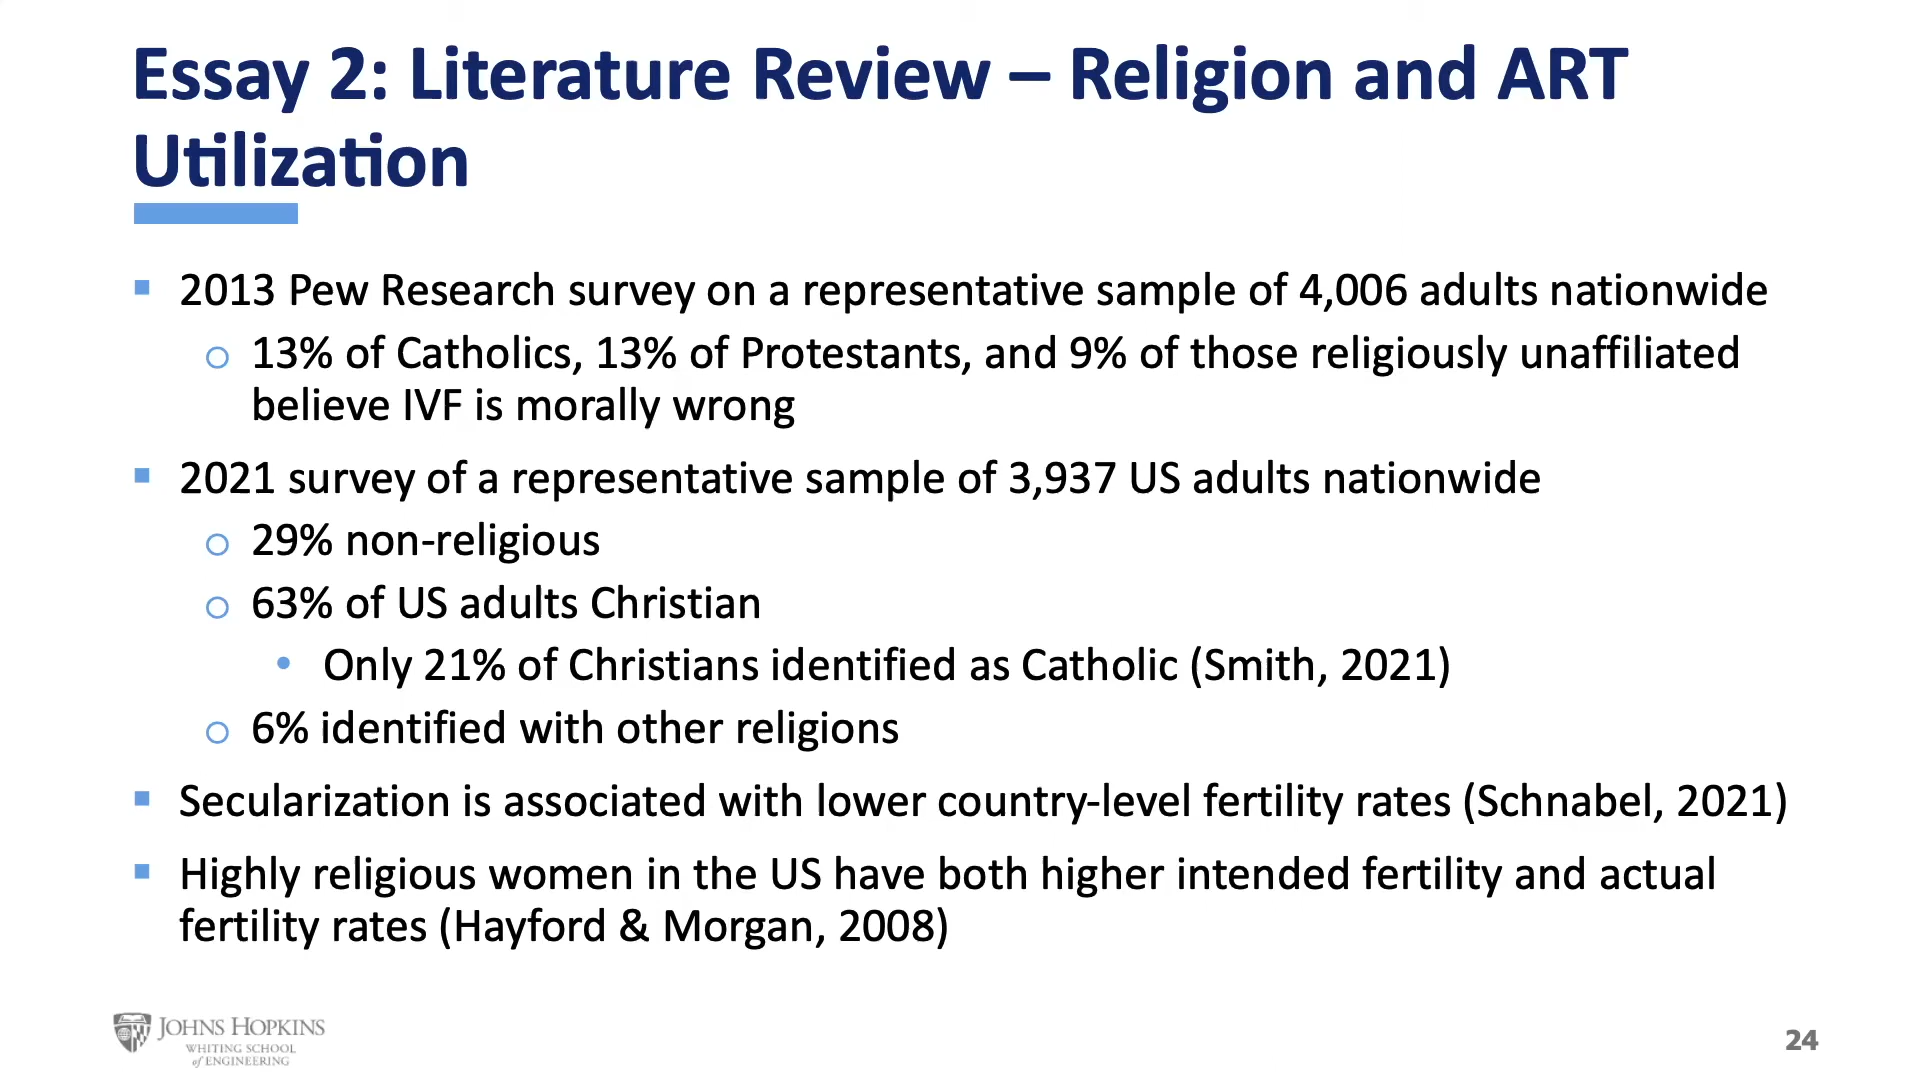 Essay 2: Literature Review – Religion and ART
Utilization
2013 Pew Research survey on a representative sample of 4,006 adults nationwide
13% of Catholics, 13% of Protestants, and 9% of those religiously unaffiliated
believe IVF is morally wrong
2021 survey of a representative sample of 3,937 US adults nationwide
29% non-religious
63% of US adults Christian
Only 21% of Christians identified as Catholic (Smith, 2021)
6% identified with other religions
Secularization is associated with lower country-level fertility rates (Schnabel, 2021)
Highly religious women in the US have both higher intended fertility and actual
fertility rates (Hayford & Morgan, 2008)
JOHNS HOPKINS
WHITING SCHOOL
of ENGINEERING
24